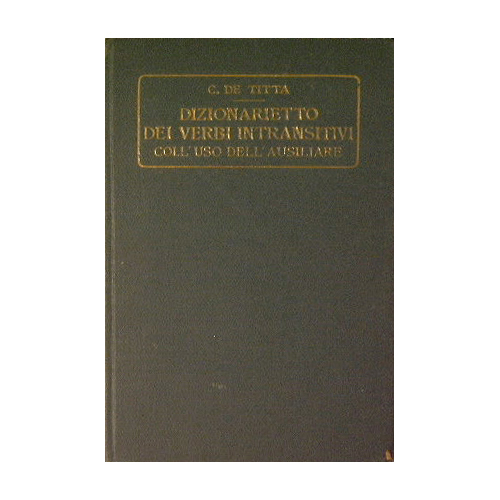 C. DE TITTA
DIZIONARIETTO
DEI VERBI INTRANSITIVI
COLL'USO DELL'AUSILIARE